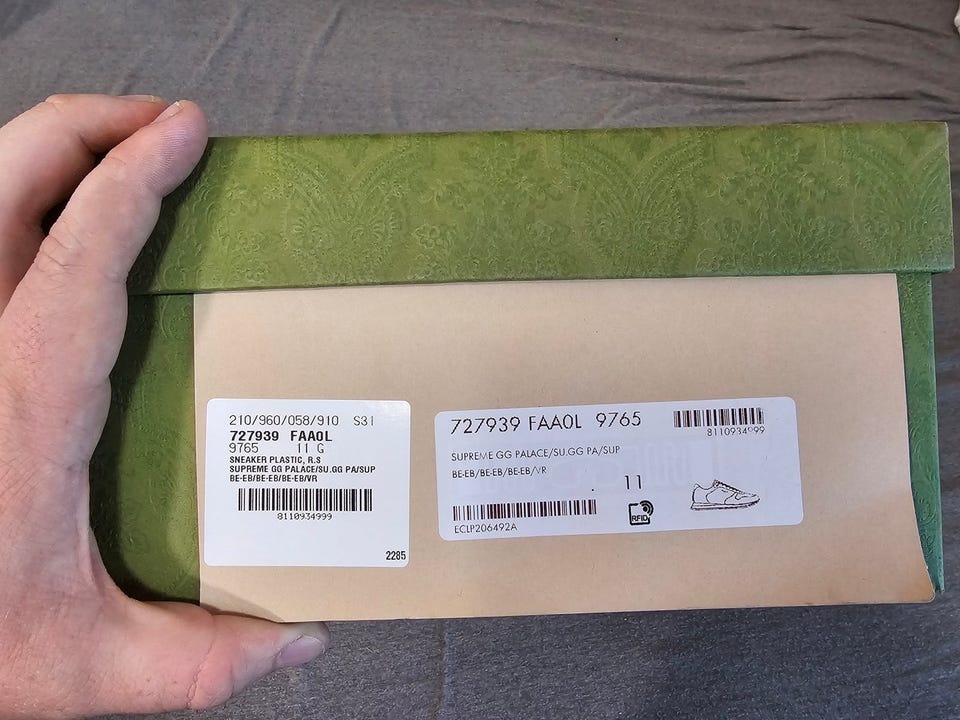 210/960/058/910 S31
727939 FAA0L
9765 11 G
SNEAKER PLASTIC, R.S
SUPREME GG PALACE/SU.GG PA/SUP
BE-EB/BE-EB/BE-EB/VR
8110934999
2285
727939 FAA0L 9765
8110934999
SUPREME GG PALACE/SU.GG PA/SUP
BE-EB/BE-EB/BE-EB/VR
11
RFID
ECLP206492A